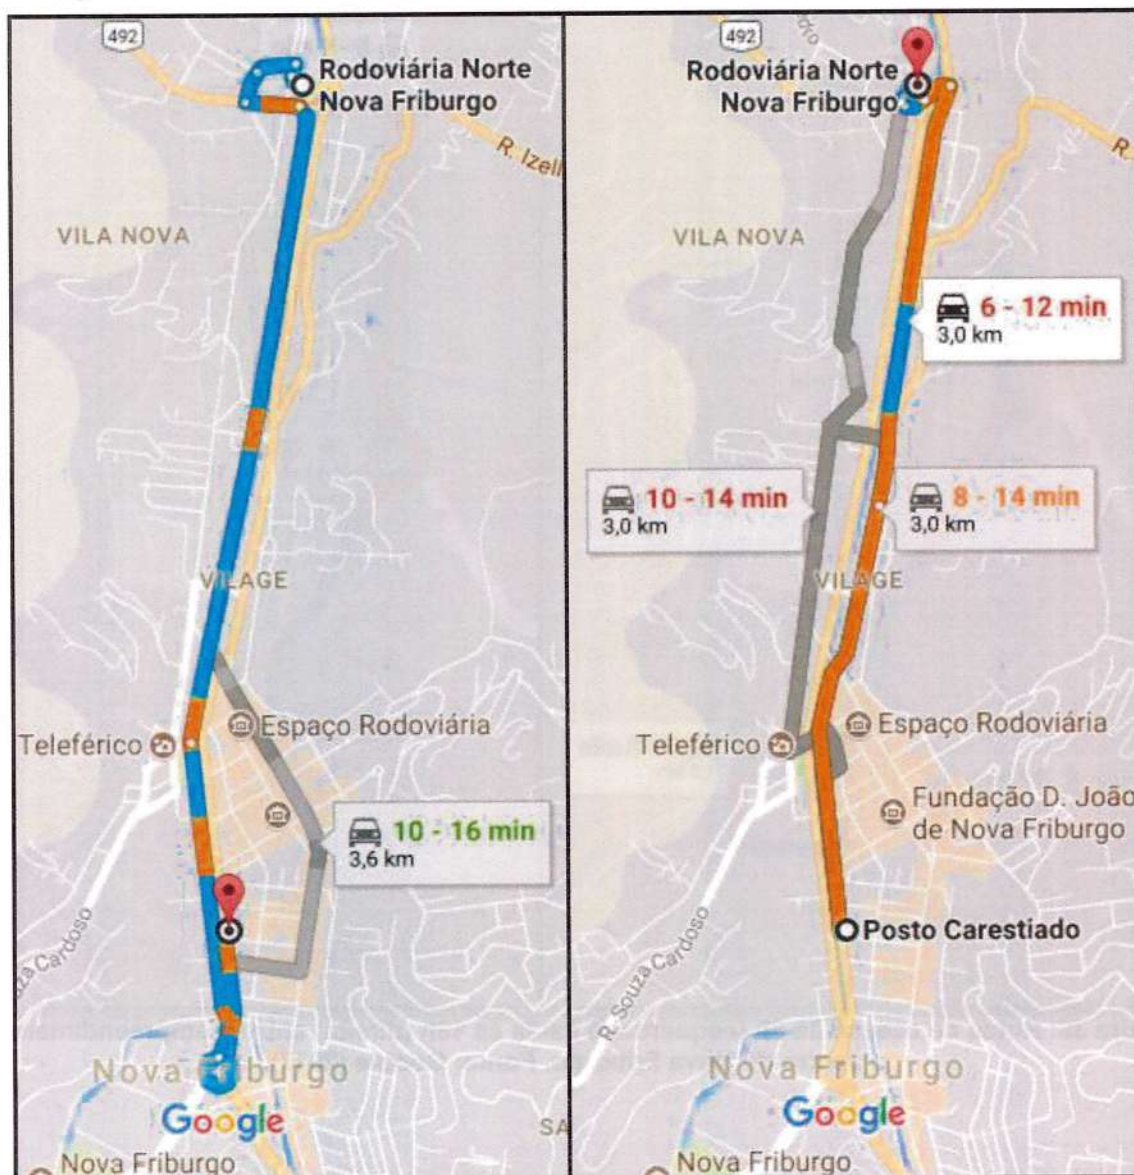 492
Rodoviária Norte
Nova Friburgo
R. Izell
VILA NOVA
VILAGE
Espaço Rodoviária
Teleférico
10 - 16 min
3,6 km
Cardoso
Nova Friburgo
Google
SA
Nova Friburgo
492
Rodoviária Norte
Nova Friburgo
R.
VILA NOVA
6 - 12 min
3,0 km
10 - 14 min
3,0 km
8 - 14 min
3,0 km
VILAGE
Espaço Rodoviária
Teleférico
Fundação D. João
de Nova Friburgo
Posto Carestiado
R. Souza Cardoso
Nova Friburgo
Google
Nova Friburgo